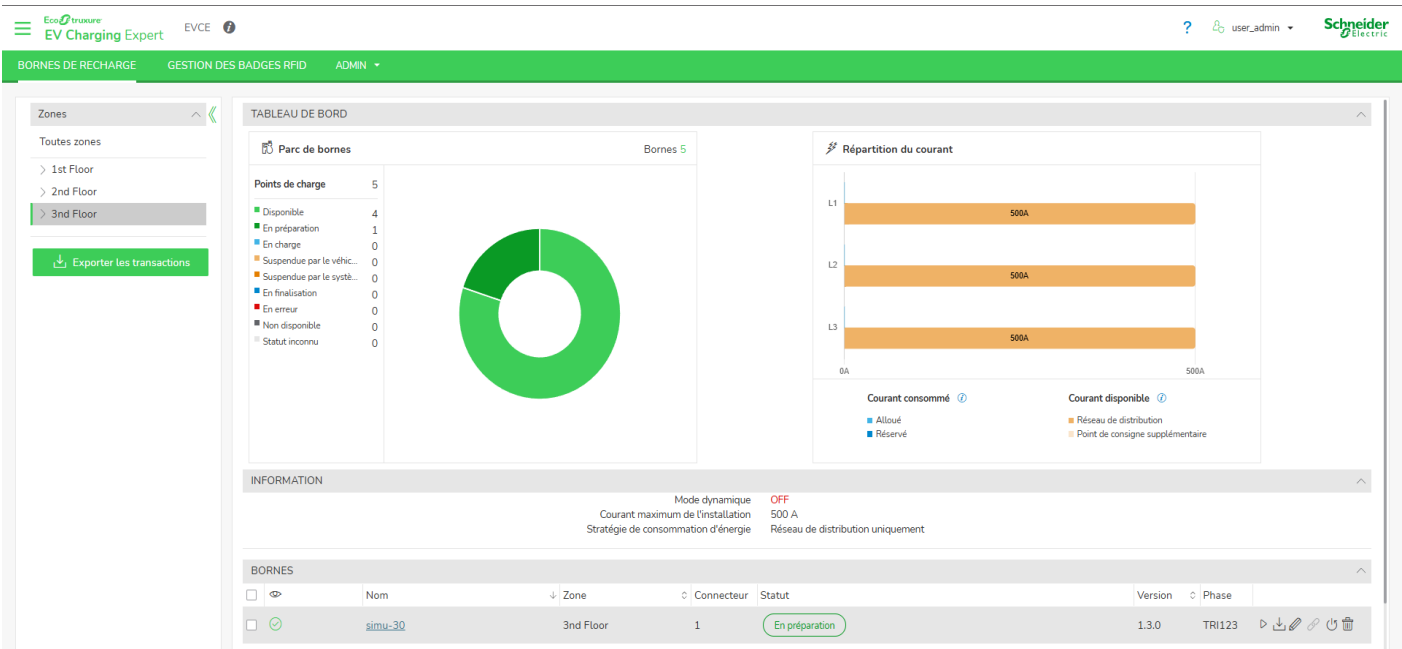 EcoStruxure
EV Charging Expert
EVCE
?
user_admin
Schneider
Electric
BORNES DE RECHARGE
GESTION DES BADGES RFID
ADMIN
Zones
Toutes zones
1st Floor
2nd Floor
3nd Floor
Exporter les transactions
TABLEAU DE BORD
Parc de bornes
Bornes 5
Points de charge 5
Disponible 4
En préparation 1
En charge 0
Suspendue par le véhic... 0
Suspendue par le systè... 0
En finalisation 0
En erreur 0
Non disponible 0
Statut inconnu 0
Répartition du courant
L1 500A
L2 500A
L3 500A
0A 500A
Courant consommé
Alloué
Réservé
Courant disponible
Réseau de distribution
Point de consigne supplémentaire
INFORMATION
Mode dynamique OFF
Courant maximum de l'installation 500 A
Stratégie de consommation d'énergie Réseau de distribution uniquement
BORNES
Nom Zone Connecteur Statut Version Phase
simu-30 3nd Floor 1 En préparation 1.3.0 TRI123